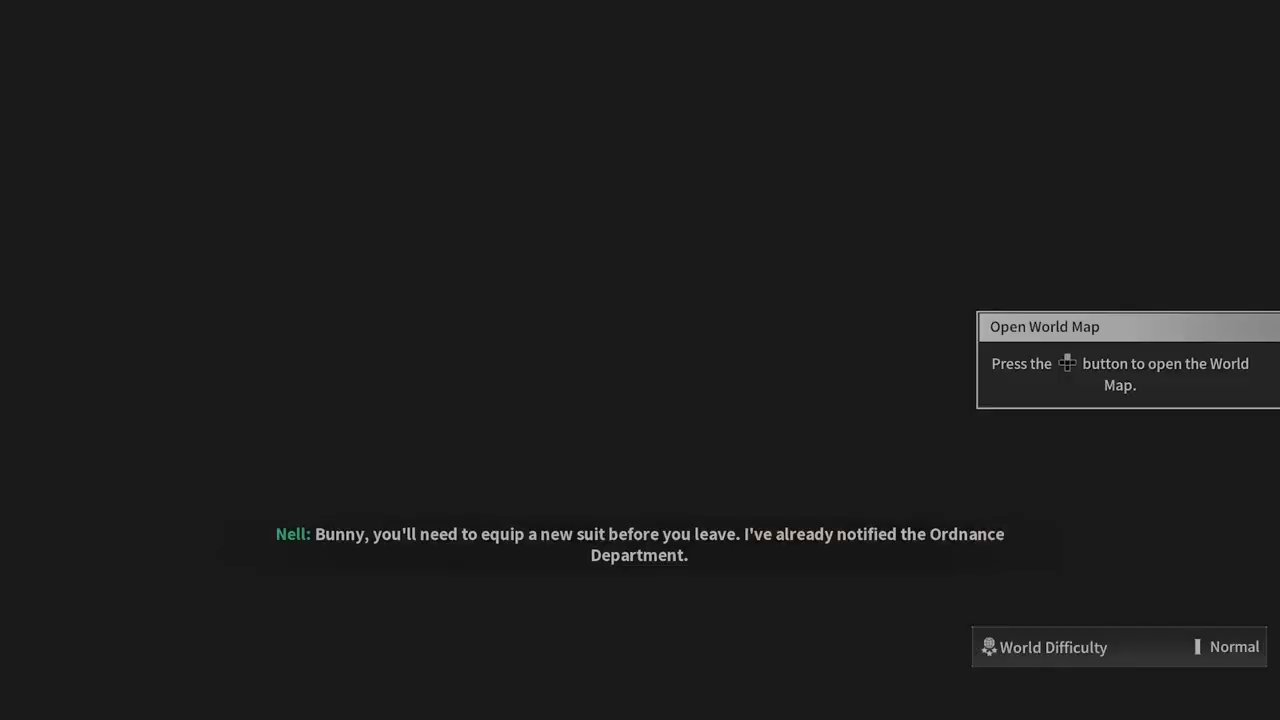 Open World Map
Press the button to open the World
Map.
Nell: Bunny, you'll need to equip a new suit before you leave. I've already notified the Ordnance
Department.
World Difficulty
Normal